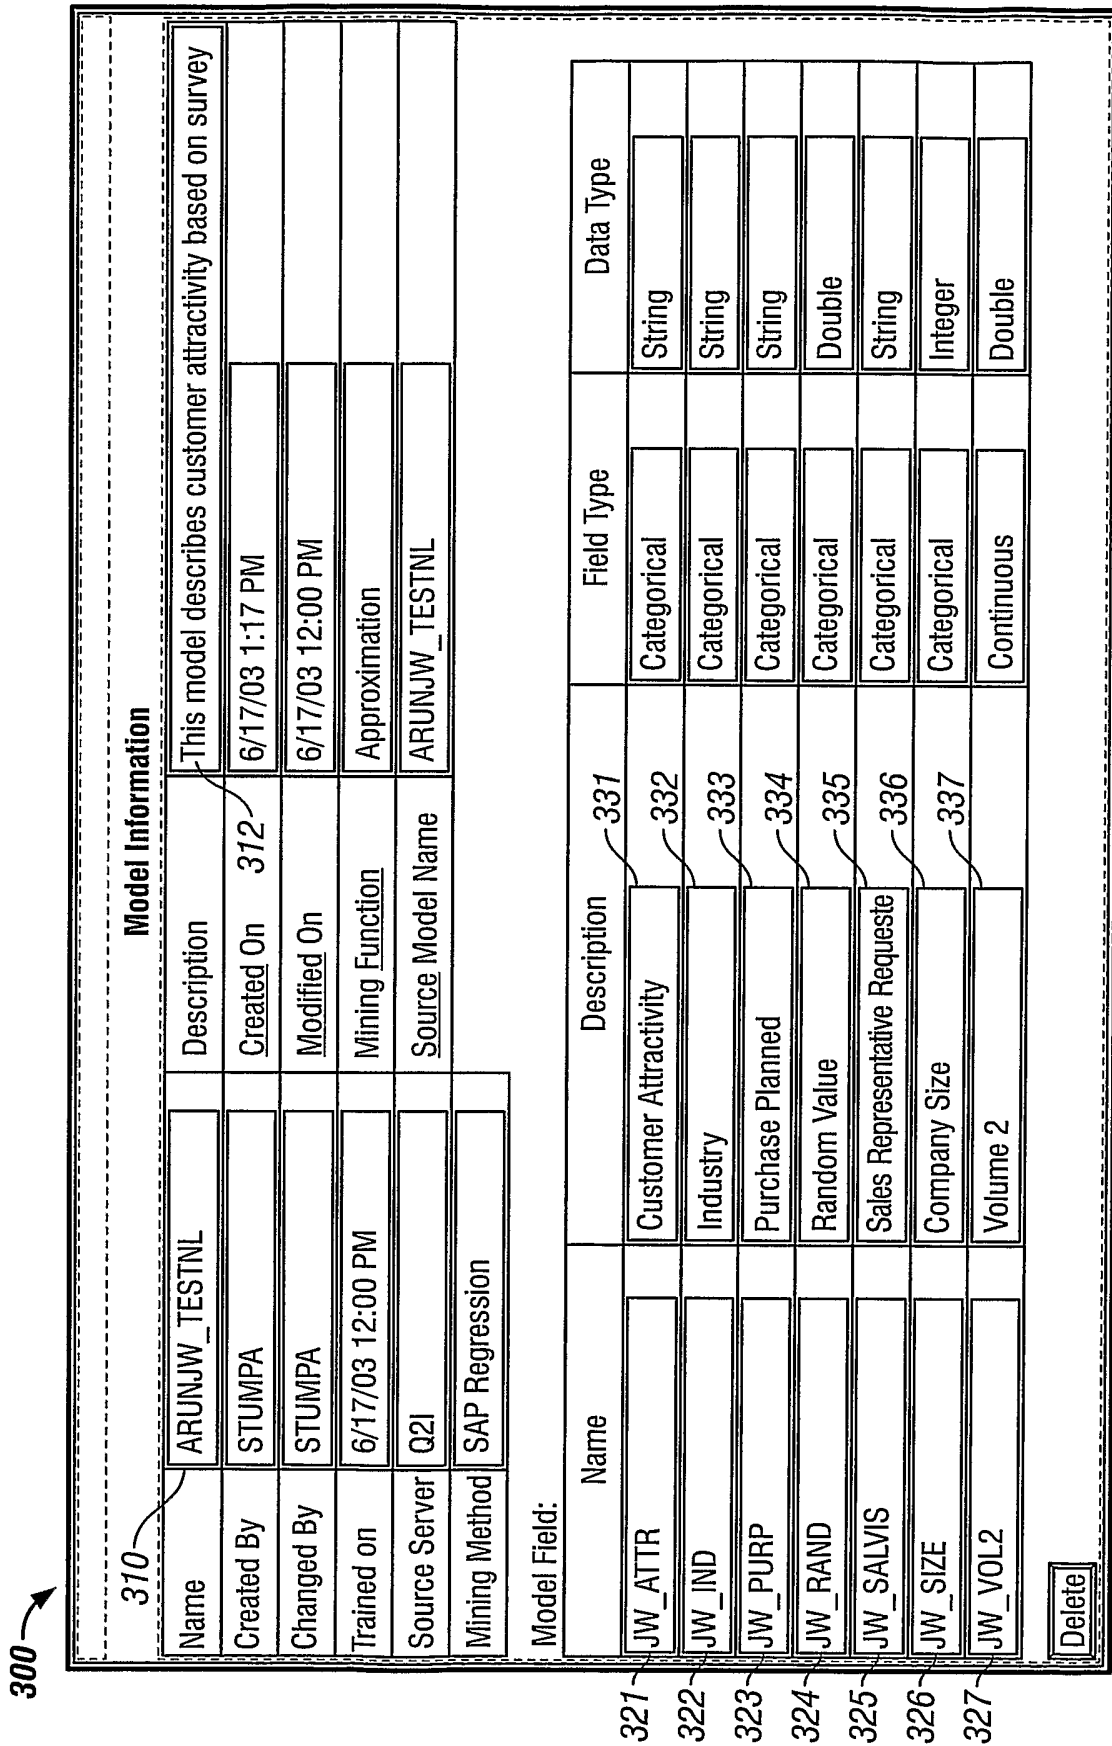 300
Model Information
310
Name ARUNJW_TESTNL Description This model describes customer attractivity based on survey
Created By STUMPA Created On 312 6/17/03 1:17 PM
Changed By STUMPA Modified On 6/17/03 12:00 PM
Trained on 6/17/03 12:00 PM Mining Function Approximation
Source Server Q2I Source Model Name ARUNJW_TESTNL
Mining Method SAP Regression
Model Field:
Name Description Field Type Data Type
321 JW_ATTR Customer Attractivity 331 Categorical String
322 JW_IND Industry 332 Categorical String
323 JW_PURP Purchase Planned 333 Categorical String
324 JW_RAND Random Value 334 Categorical Double
325 JW_SALVIS Sales Representative Requeste 335 Categorical String
326 JW_SIZE Company Size 336 Categorical Integer
327 JW_VOL2 Volume 2 337 Continuous Double
Delete